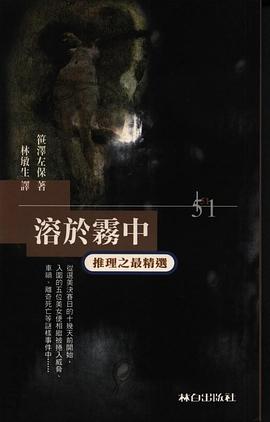 笹澤左保 著
林敏生 譯
51
溶於霧中
推理之最精選
從選美決賽日的十幾天前開始，
入圍的五位美女便相繼被捲入威脅、
車禍、離奇死亡等謎樣事件中……
林白出版社